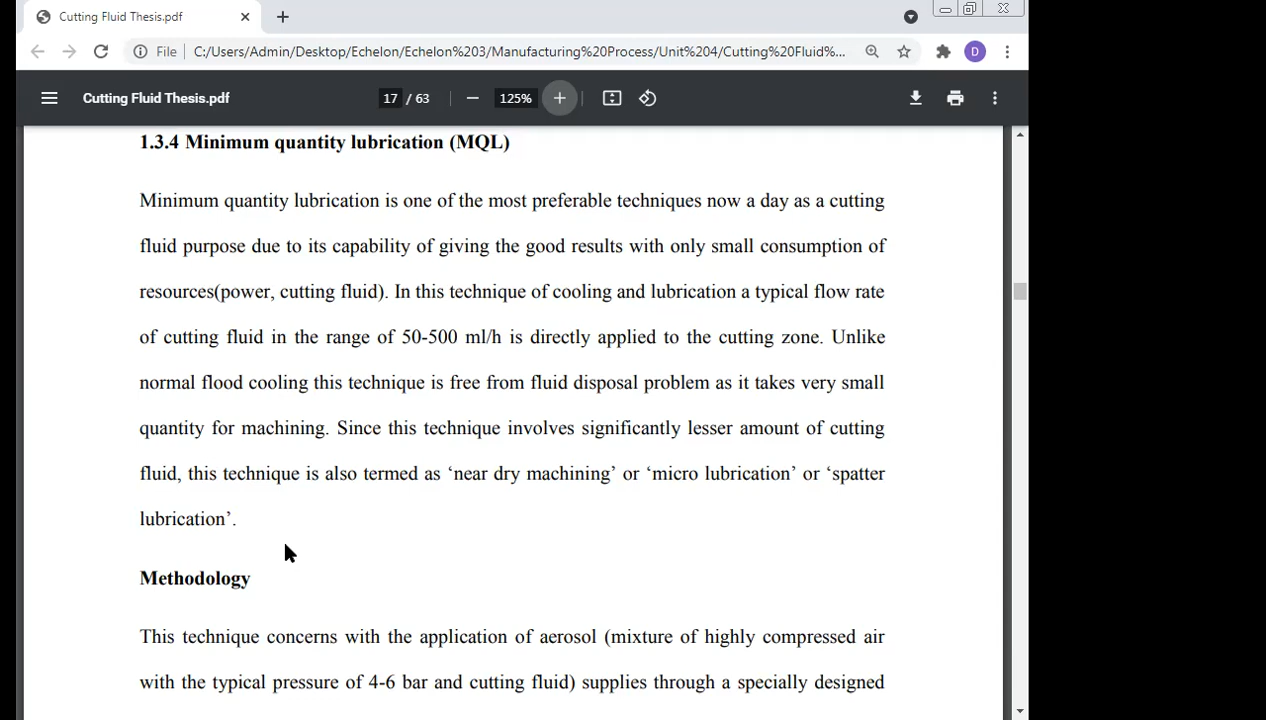 Cutting Fluid Thesis.pdf
File C:/Users/Admin/Desktop/Echelon/Echelon%203/Manufacturing%20Process/Unit%204/Cutting%20Fluid%... D
Cutting Fluid Thesis.pdf 17 / 63 125%
1.3.4 Minimum quantity lubrication (MQL)
Minimum quantity lubrication is one of the most preferable techniques now a day as a cutting
fluid purpose due to its capability of giving the good results with only small consumption of
resources(power, cutting fluid). In this technique of cooling and lubrication a typical flow rate
of cutting fluid in the range of 50-500 ml/h is directly applied to the cutting zone. Unlike
normal flood cooling this technique is free from fluid disposal problem as it takes very small
quantity for machining. Since this technique involves significantly lesser amount of cutting
fluid, this technique is also termed as ‘near dry machining’ or ‘micro lubrication’ or ‘spatter
lubrication’.
Methodology
This technique concerns with the application of aerosol (mixture of highly compressed air
with the typical pressure of 4-6 bar and cutting fluid) supplies through a specially designed